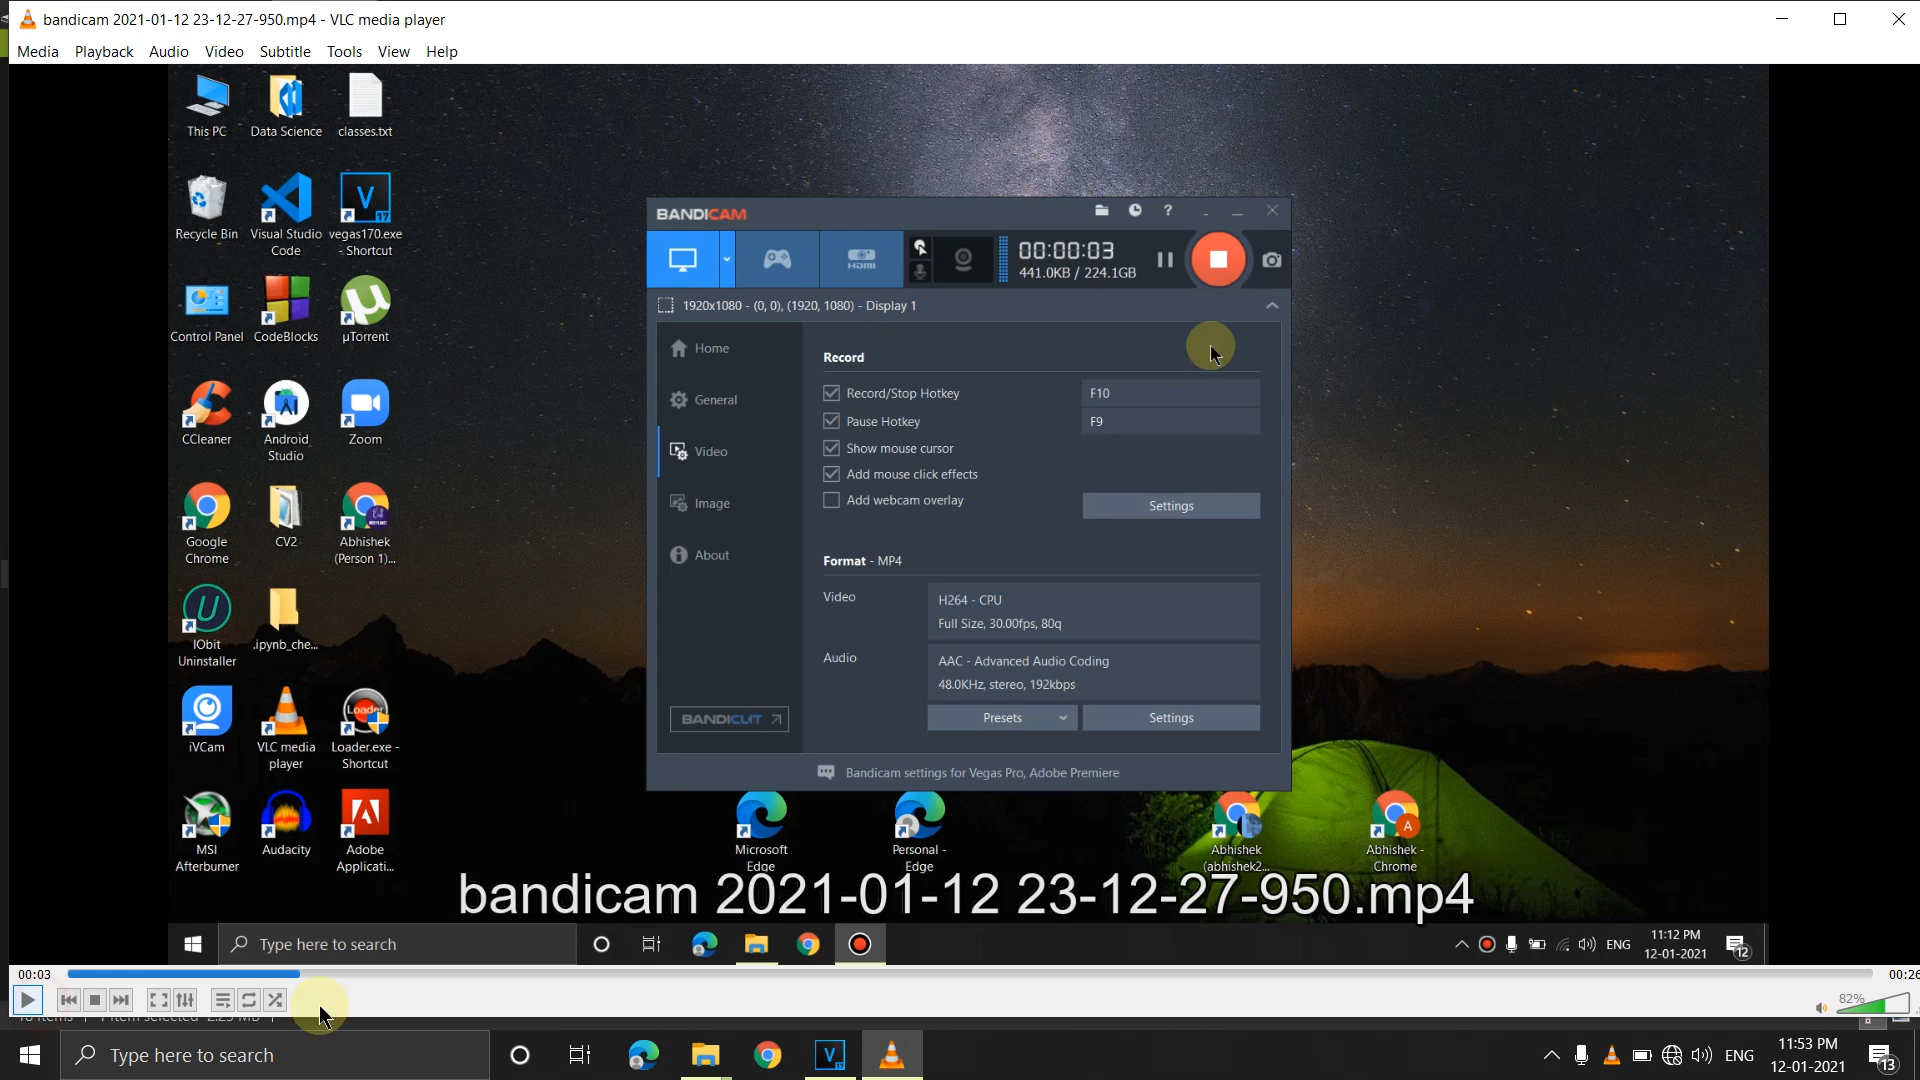 bandicam 2021-01-12 23-12-27-950.mp4 - VLC media player
Media Playback Audio Video Subtitle Tools View Help
This PC
Data Science
classes.txt
Recycle Bin
Visual Studio Code
vegas170.exe - Shortcut
Control Panel
CodeBlocks
µTorrent
CCleaner
Android Studio
Zoom
Google Chrome
CV2
Abhishek (Person 1)...
IObit Uninstaller
.ipynb_che...
iVCam
VLC media player
Loader.exe - Shortcut
MSI Afterburner
Audacity
Adobe Applicati...
BANDICAM
00:00:03
441.0KB / 224.1GB
1920x1080 - (0, 0), (1920, 1080) - Display 1
Home
General
Video
Image
About
BANDICUT
Record
Record/Stop Hotkey F10
Pause Hotkey F9
Show mouse cursor
Add mouse click effects
Add webcam overlay
Settings
Format - MP4
Video
H264 - CPU
Full Size, 30.00fps, 80q
Audio
AAC - Advanced Audio Coding
48.0KHz, stereo, 192kbps
Presets Settings
Bandicam settings for Vegas Pro, Adobe Premiere
Microsoft Edge
Personal - Edge
Abhishek (abhishek2...
Abhishek - Chrome
bandicam 2021-01-12 23-12-27-950.mp4
Type here to search
ENG
11:12 PM
12-01-2021
12
00:03
00:26
82%
Type here to search
ENG
11:53 PM
12-01-2021
13